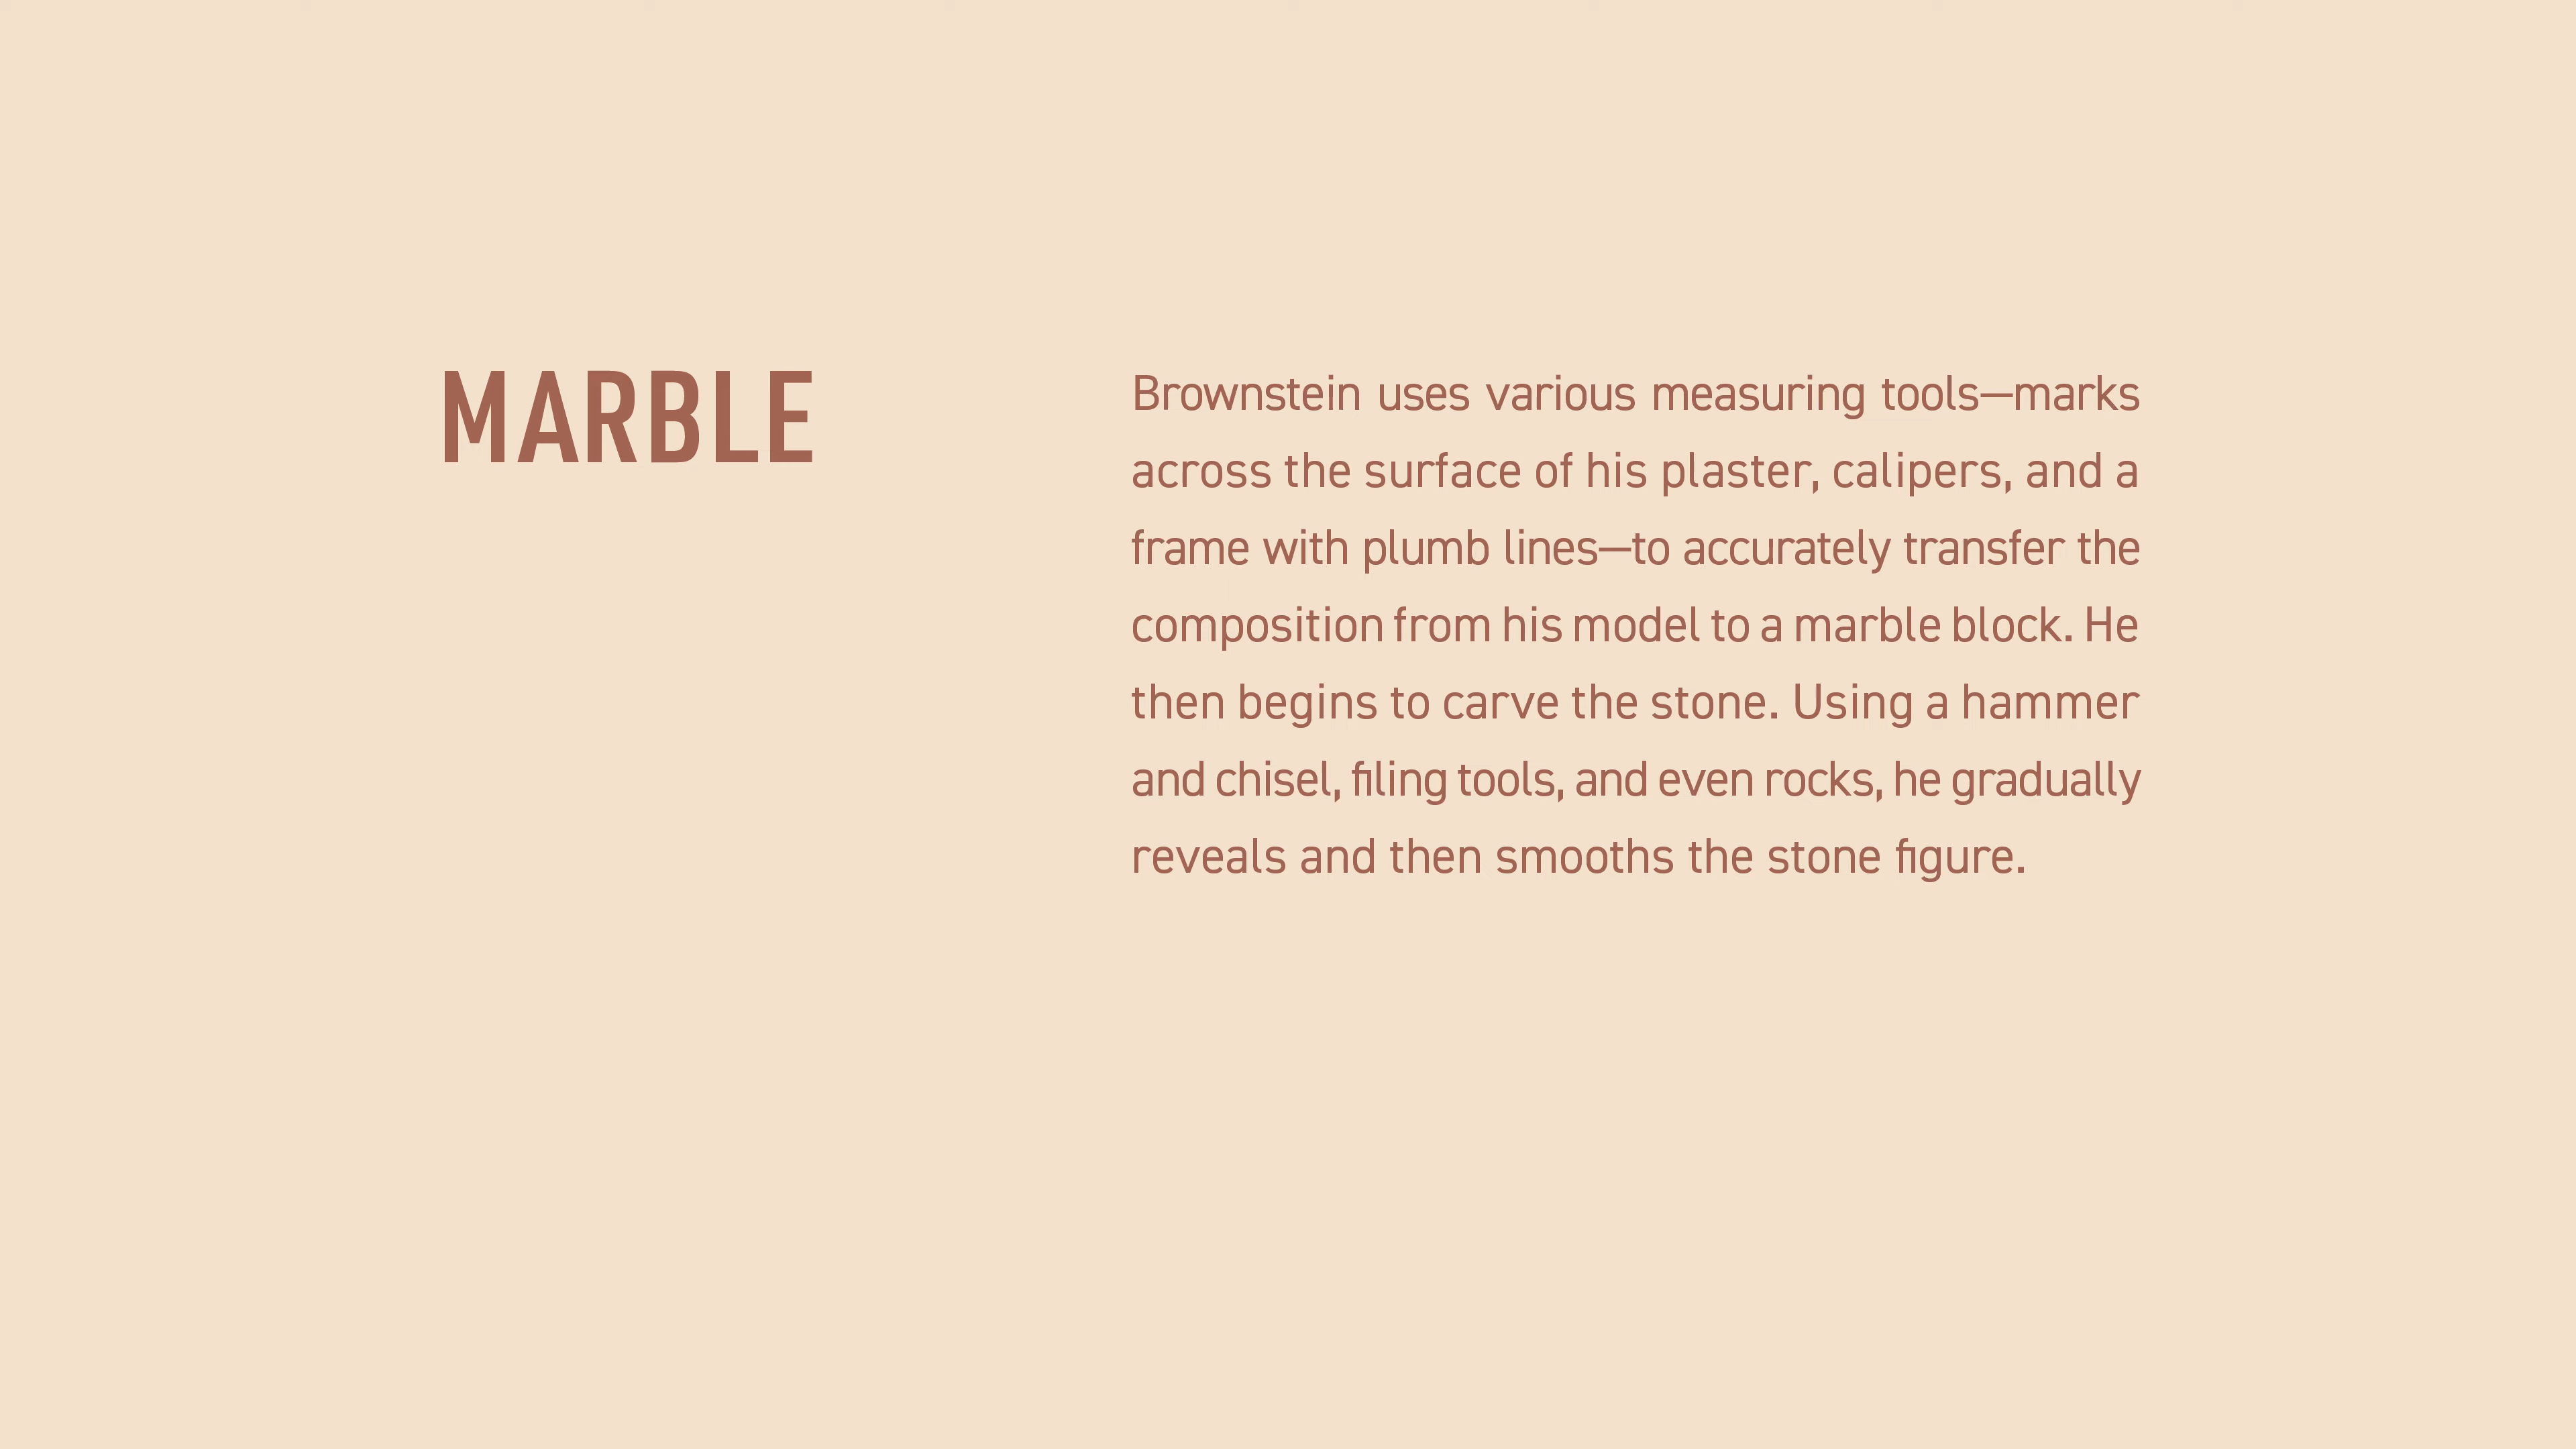 MARBLE
Brownstein uses various measuring tools—marks
across the surface of his plaster, calipers, and a
frame with plumb lines—to accurately transfer the
composition from his model to a marble block. He
then begins to carve the stone. Using a hammer
and chisel, filing tools, and even rocks, he gradually
reveals and then smooths the stone figure.